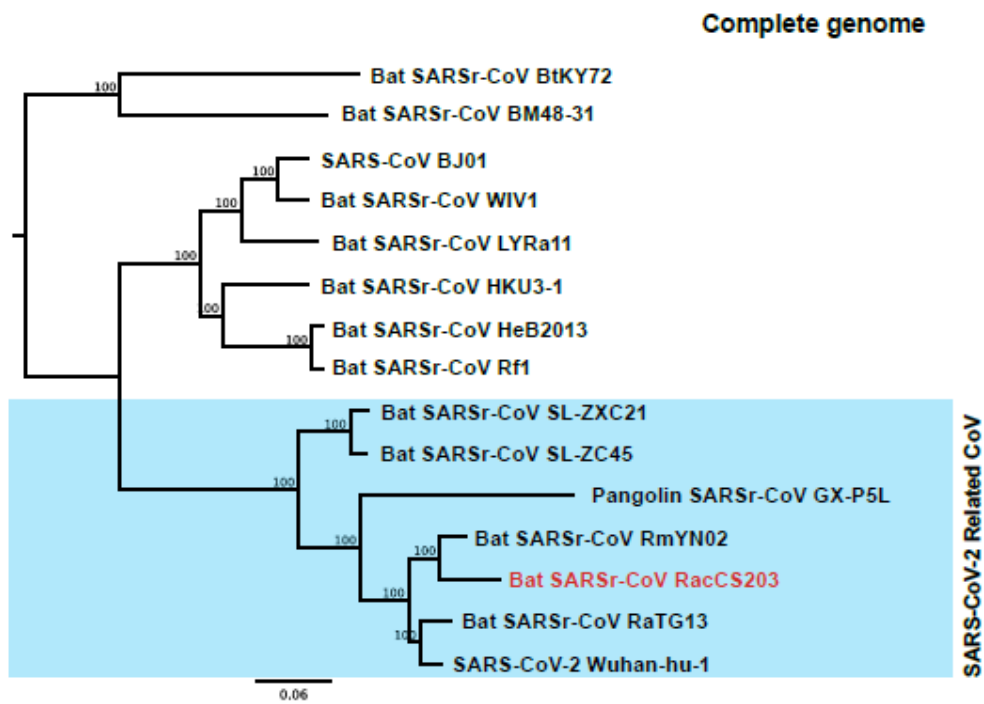 Complete genome
100
Bat SARSr-CoV BtKY72
Bat SARSr-CoV BM48-31
SARS-CoV BJ01
100
Bat SARSr-CoV WIV1
100
Bat SARSr-CoV LYRa11
100
Bat SARSr-CoV HKU3-1
00
Bat SARSr-CoV HeB2013
100
Bat SARSr-CoV Rf1
Bat SARSr-CoV SL-ZXC21
100
Bat SARSr-CoV SL-ZC45
100
Pangolin SARSr-CoV GX-P5L
100
Bat SARSr-CoV RmYN02
100
Bat SARSr-CoV RacCS203
100
Bat SARSr-CoV RaTG13
100
SARS-CoV-2 Wuhan-hu-1
SARS-CoV-2 Related CoV
0.06